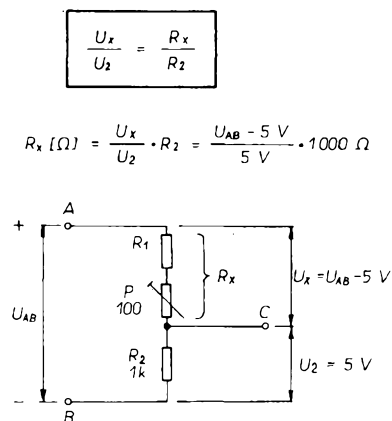 Ux / U2 = Rx / R2
Rx [Ω] = Ux / U2 · R2 = UAB – 5 V / 5 V · 1000 Ω
A
+
R1
P
100
Rx
Ux = UAB – 5 V
UAB
C
R2
1k
U2 = 5 V
–
B